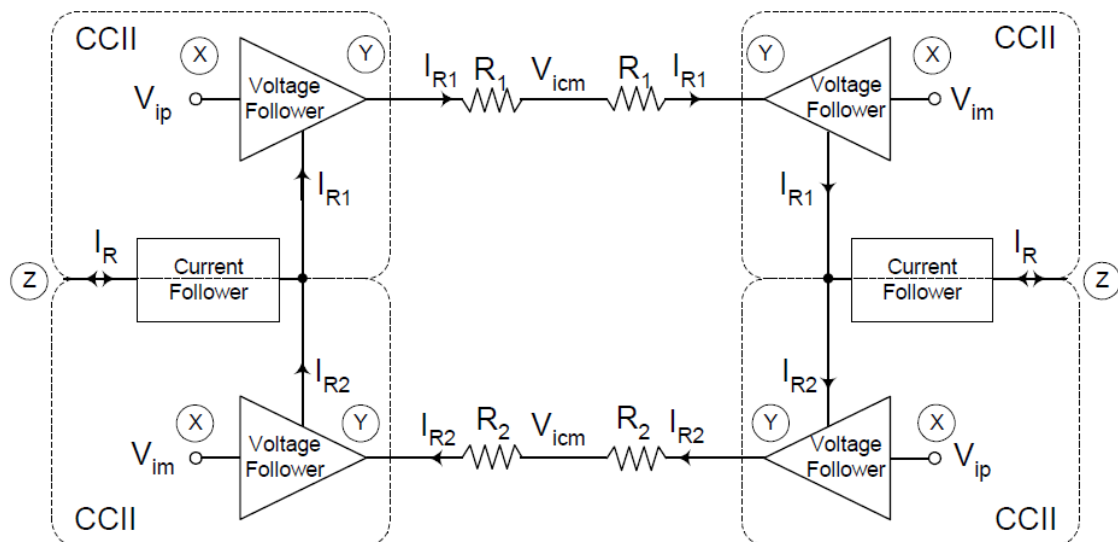 CCII
X
Y
Voltage
Follower
V_ip
I_R1
R_1
V_icm
R_1
I_R1
Y
X
CCII
Voltage
Follower
V_im
I_R1
I_R1
I_R
Z
Current
Follower
Current
Follower
I_R
Z
I_R2
I_R2
X
Y
Voltage
Follower
V_im
I_R2
R_2
V_icm
R_2
I_R2
Y
X
Voltage
Follower
V_ip
CCII
CCII